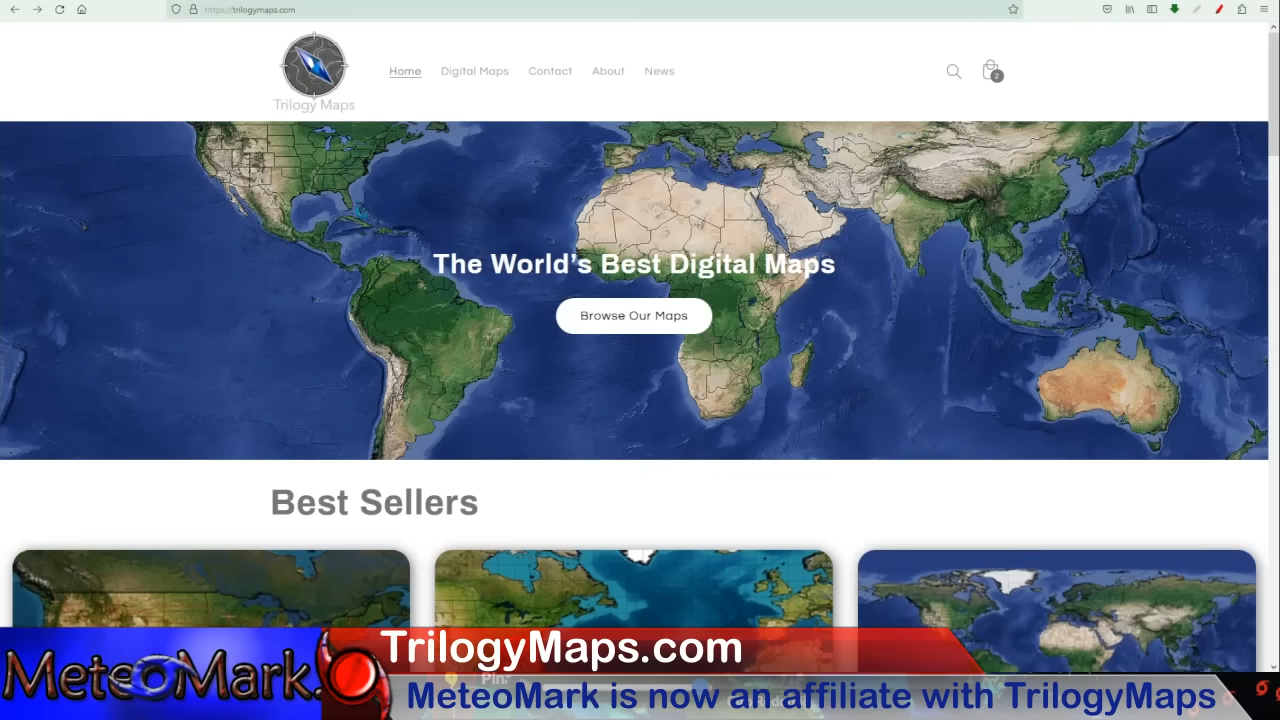 https://trilogymaps.com
Trilogy Maps
Home
Digital Maps
Contact
About
News
2
The World's Best Digital Maps
Browse Our Maps
Best Sellers
TrilogyMaps.com
MeteoMark.
MeteoMark is now an affiliate with TrilogyMaps